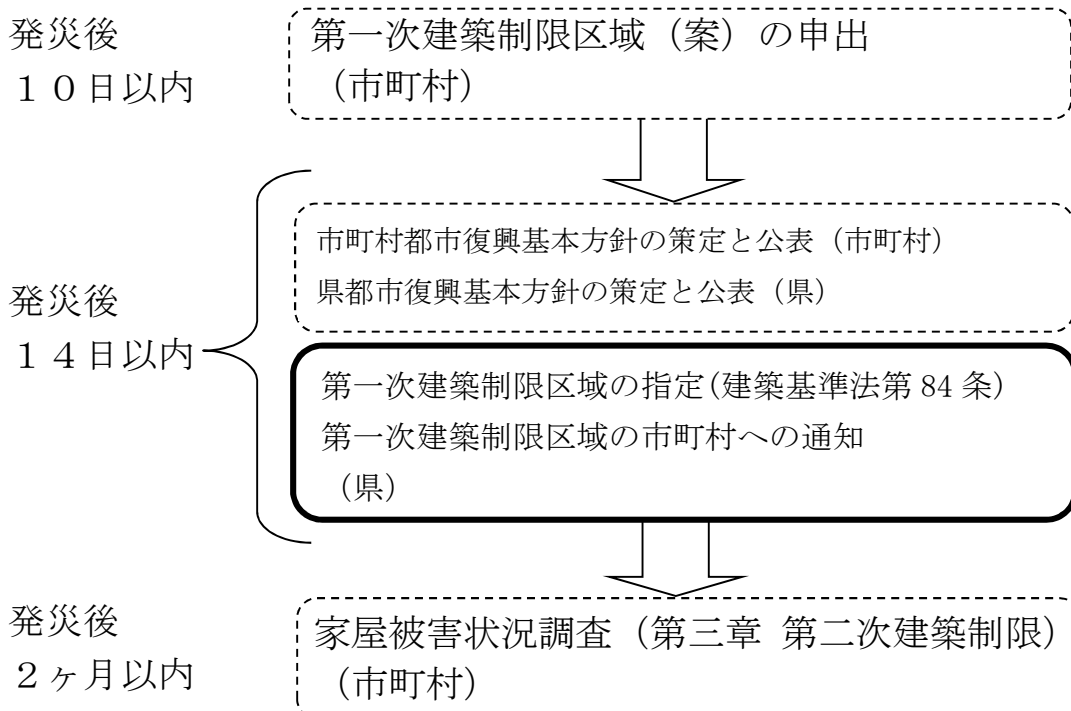 発災後
１０日以内
第一次建築制限区域（案）の申出
（市町村）
発災後
１４日以内
市町村都市復興基本方針の策定と公表（市町村）
県都市復興基本方針の策定と公表（県）
第一次建築制限区域の指定(建築基準法第 84 条)
第一次建築制限区域の市町村への通知
（県）
発災後
２ヶ月以内
家屋被害状況調査（第三章 第二次建築制限）
（市町村）